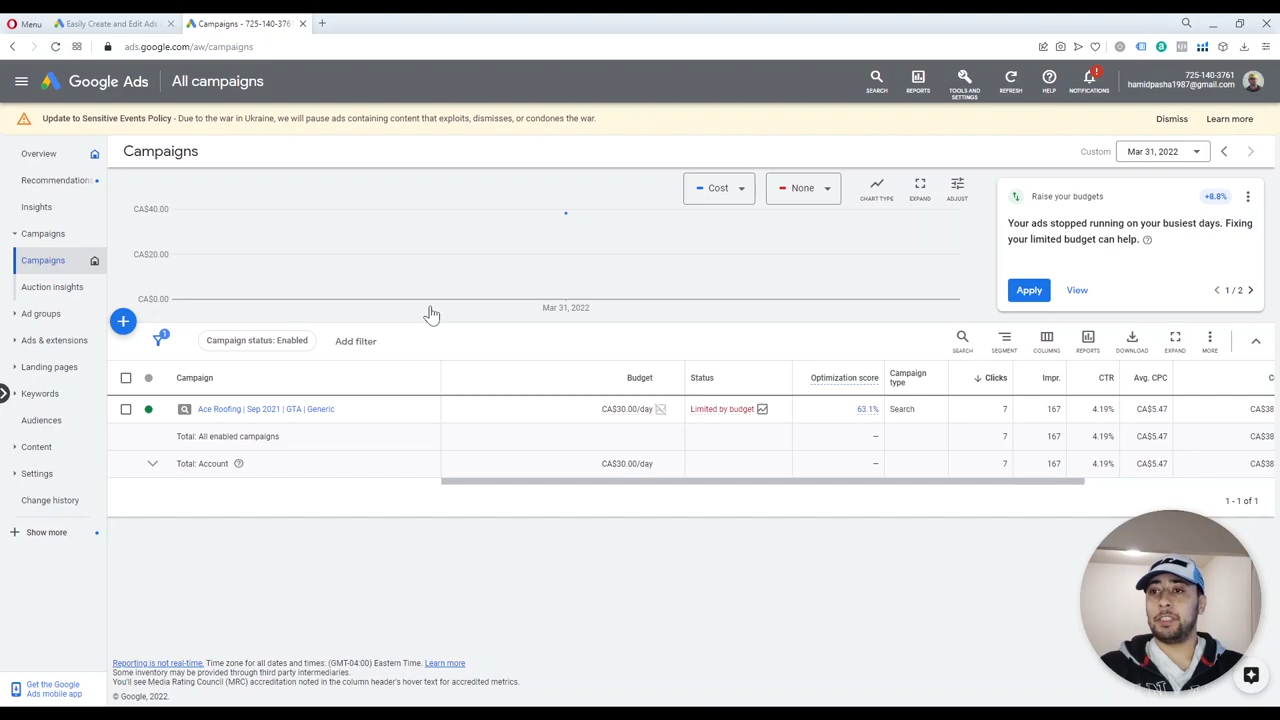 Menu
Easily Create and Edit Ads
Campaigns - 725-140-3761
ads.google.com/aw/campaigns
Google Ads
All campaigns
SEARCH
REPORTS
TOOLS AND SETTINGS
REFRESH
HELP
NOTIFICATIONS
725-140-3761
hamidpasha1987@gmail.com
Update to Sensitive Events Policy - Due to the war in Ukraine, we will pause ads containing content that exploits, dismisses, or condones the war.
Dismiss
Learn more
Overview
Recommendations
Insights
Campaigns
Campaigns
Auction insights
Ad groups
Ads & extensions
Landing pages
Keywords
Audiences
Content
Settings
Change history
Show more
Get the Google
Ads mobile app
Campaigns
Custom
Mar 31, 2022
Cost
None
CHART TYPE
EXPAND
ADJUST
CA$40.00
CA$20.00
CA$0.00
Mar 31, 2022
Raise your budgets
+8.8%
Your ads stopped running on your busiest days. Fixing
your limited budget can help.
Apply
View
1 / 2
1
Campaign status: Enabled
Add filter
SEARCH
SEGMENT
COLUMNS
REPORTS
DOWNLOAD
EXPAND
MORE
Campaign
Budget
Status
Optimization score
Campaign type
Clicks
Impr.
CTR
Avg. CPC
C
Ace Roofing | Sep 2021 | GTA | Generic
CA$30.00/day
Limited by budget
63.1%
Search
7
167
4.19%
CA$5.47
CA$38
Total: All enabled campaigns
–
7
167
4.19%
CA$5.47
CA$38
Total: Account
CA$30.00/day
–
7
167
4.19%
CA$5.47
CA$38
1 - 1 of 1
Reporting is not real-time. Time zone for all dates and times: (GMT-04:00) Eastern Time. Learn more
Some inventory may be provided through third party intermediaries.
You'll see Media Rating Council (MRC) accreditation noted in the column header's hover text for accredited metrics.
© Google, 2022.